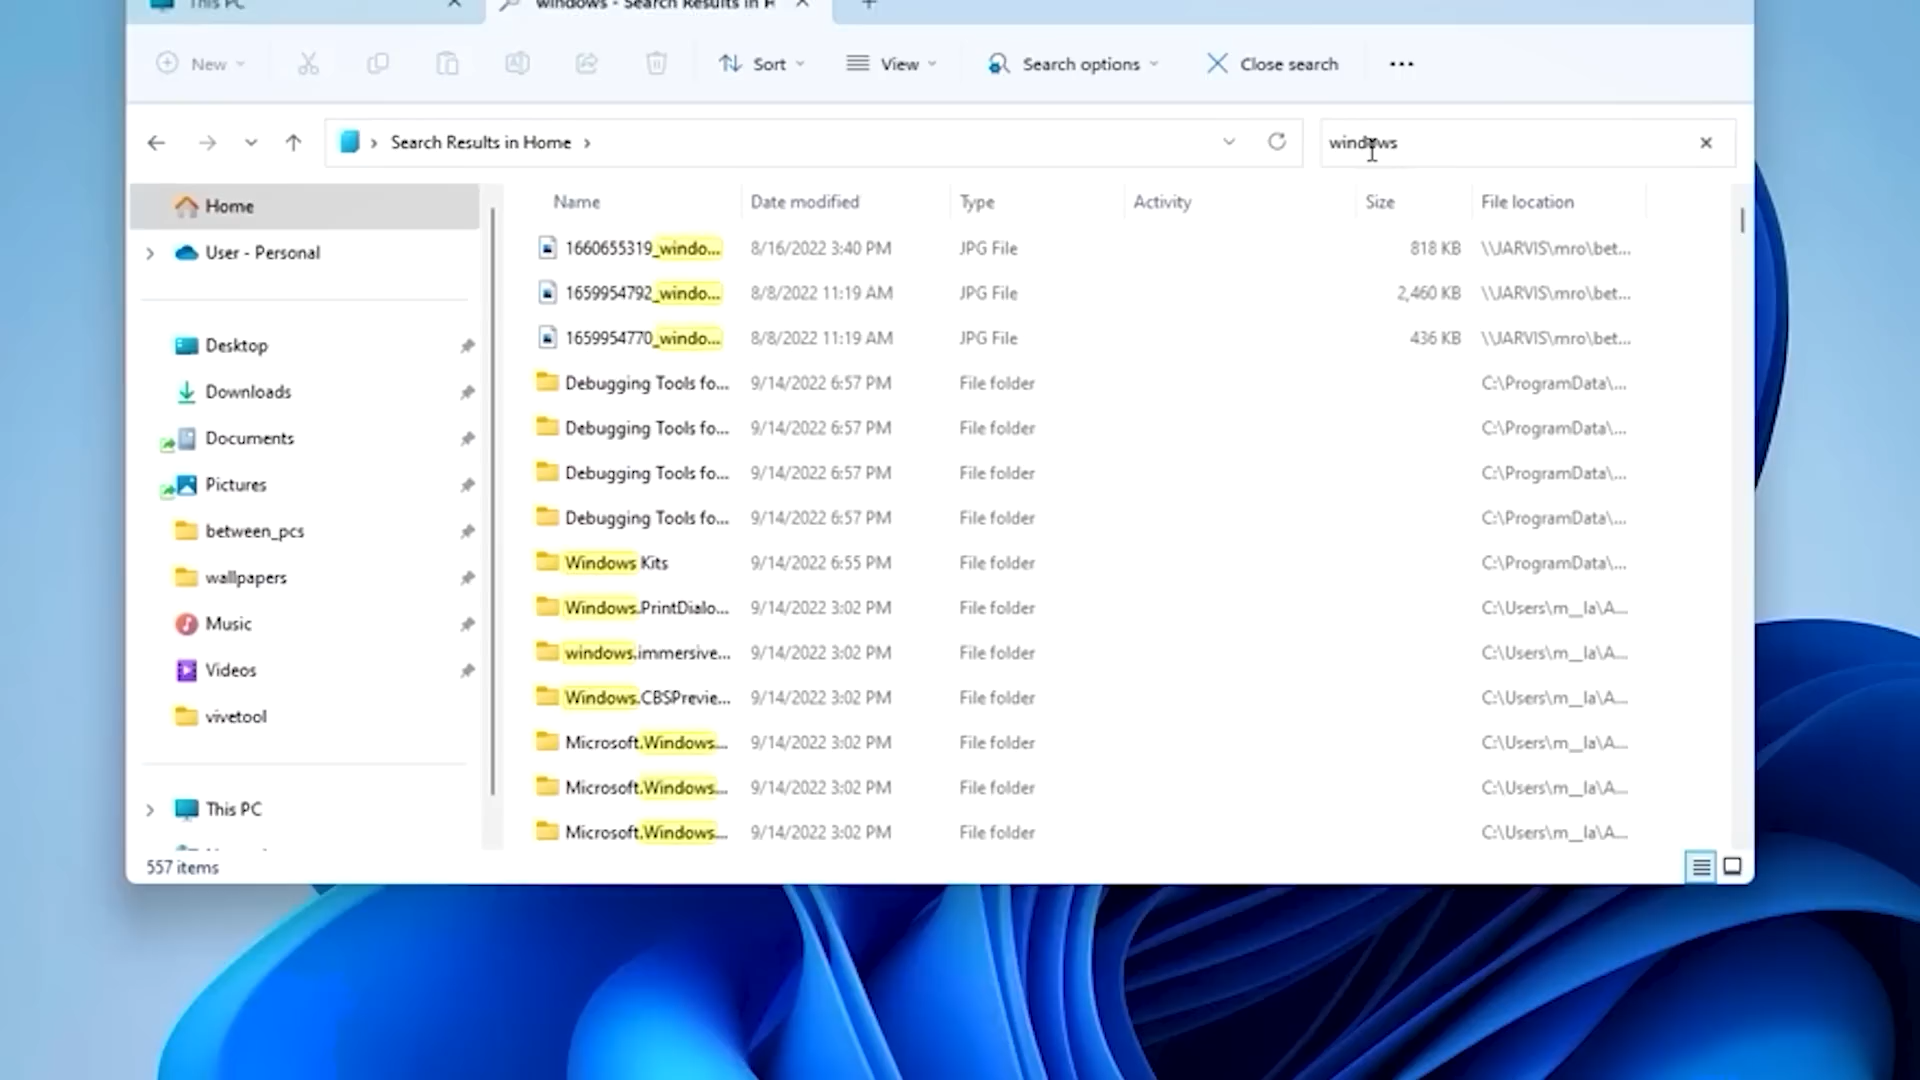 This PC
windows - Search Results in H
New
Sort
View
Search options
Close search
Search Results in Home
windows
Name Date modified Type Activity Size File location
Home
User - Personal
Desktop
Downloads
Documents
Pictures
between_pcs
wallpapers
Music
Videos
vivetool
This PC
1660655319_windo... 8/16/2022 3:40 PM JPG File 818 KB \\JARVIS\mro\bet...
1659954792_windo... 8/8/2022 11:19 AM JPG File 2,460 KB \\JARVIS\mro\bet...
1659954770_windo... 8/8/2022 11:19 AM JPG File 436 KB \\JARVIS\mro\bet...
Debugging Tools fo... 9/14/2022 6:57 PM File folder C:\ProgramData\...
Debugging Tools fo... 9/14/2022 6:57 PM File folder C:\ProgramData\...
Debugging Tools fo... 9/14/2022 6:57 PM File folder C:\ProgramData\...
Debugging Tools fo... 9/14/2022 6:57 PM File folder C:\ProgramData\...
Windows Kits 9/14/2022 6:55 PM File folder C:\ProgramData\...
Windows.PrintDialo... 9/14/2022 3:02 PM File folder C:\Users\m__la\A...
windows.immersive... 9/14/2022 3:02 PM File folder C:\Users\m__la\A...
Windows.CBSPrevie... 9/14/2022 3:02 PM File folder C:\Users\m__la\A...
Microsoft.Windows... 9/14/2022 3:02 PM File folder C:\Users\m__la\A...
Microsoft.Windows... 9/14/2022 3:02 PM File folder C:\Users\m__la\A...
Microsoft.Windows... 9/14/2022 3:02 PM File folder C:\Users\m__la\A...
557 items